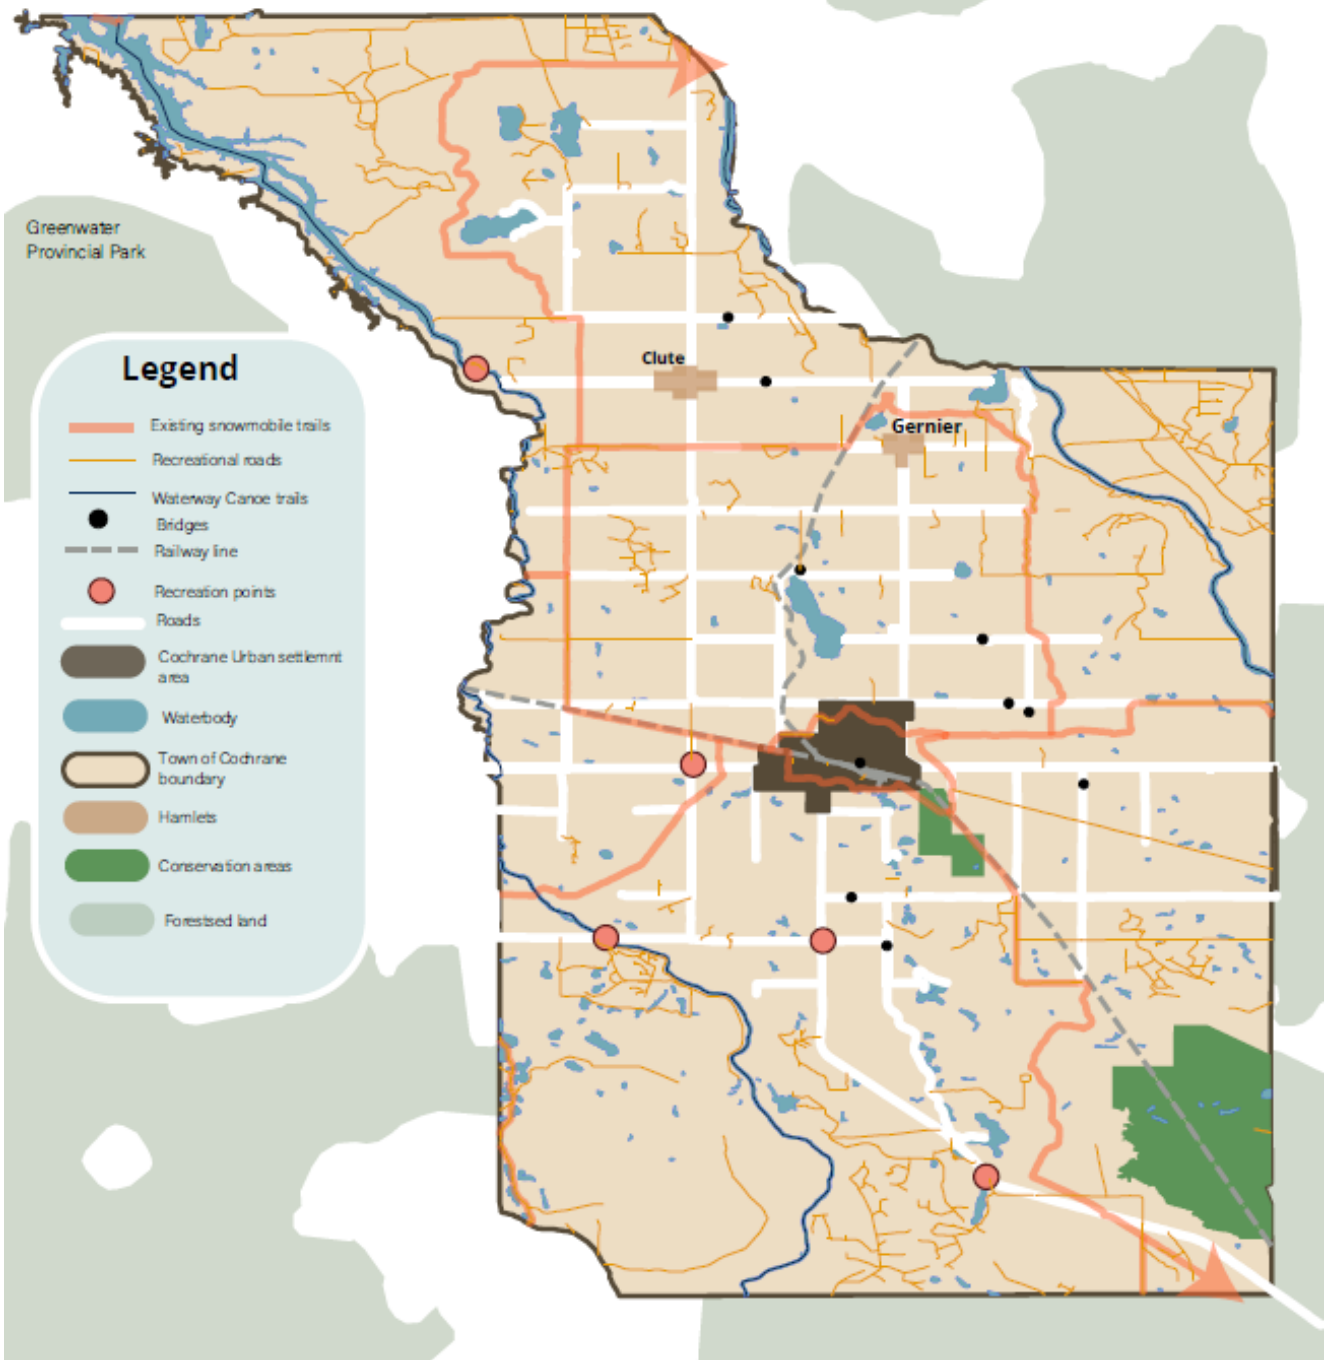 Greenwater
Provincial Park
Legend
Existing snowmobile trails
Recreational roads
Waterway Canoe trails
Bridges
Railway line
Recreation points
Roads
Cochrane Urban settlemnt
area
Waterbody
Town of Cochrane
boundary
Hamlets
Conservation areas
Forestsed land
Clute
Gernier